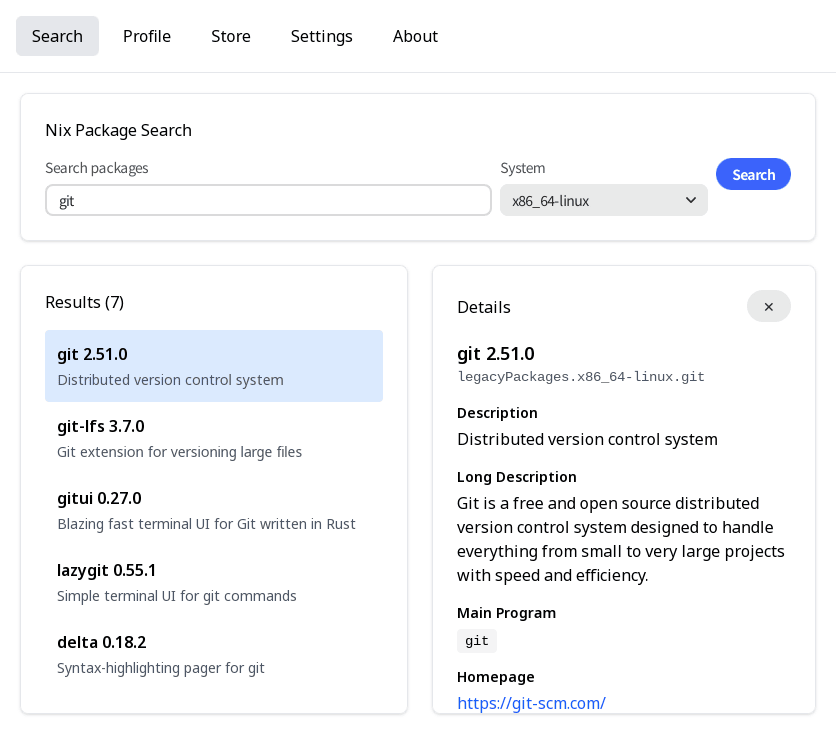 Search Profile Store Settings About
Nix Package Search
Search packages
git
System
x86_64-linux
Search
Results (7)
git 2.51.0
Distributed version control system
git-lfs 3.7.0
Git extension for versioning large files
gitui 0.27.0
Blazing fast terminal UI for Git written in Rust
lazygit 0.55.1
Simple terminal UI for git commands
delta 0.18.2
Syntax-highlighting pager for git
Details
×
git 2.51.0
legacyPackages.x86_64-linux.git
Description
Distributed version control system
Long Description
Git is a free and open source distributed
version control system designed to handle
everything from small to very large projects
with speed and efficiency.
Main Program
git
Homepage
https://git-scm.com/